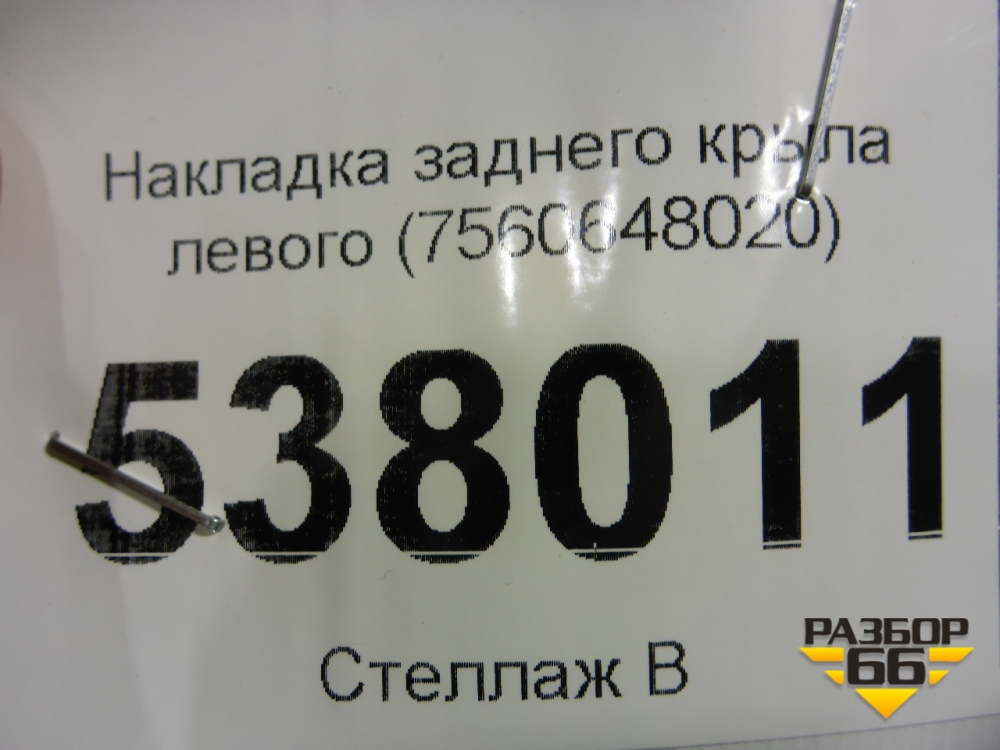 Накладка заднего крыла
левого (7560648020)
538011
Стеллаж В
РАЗБОР
66